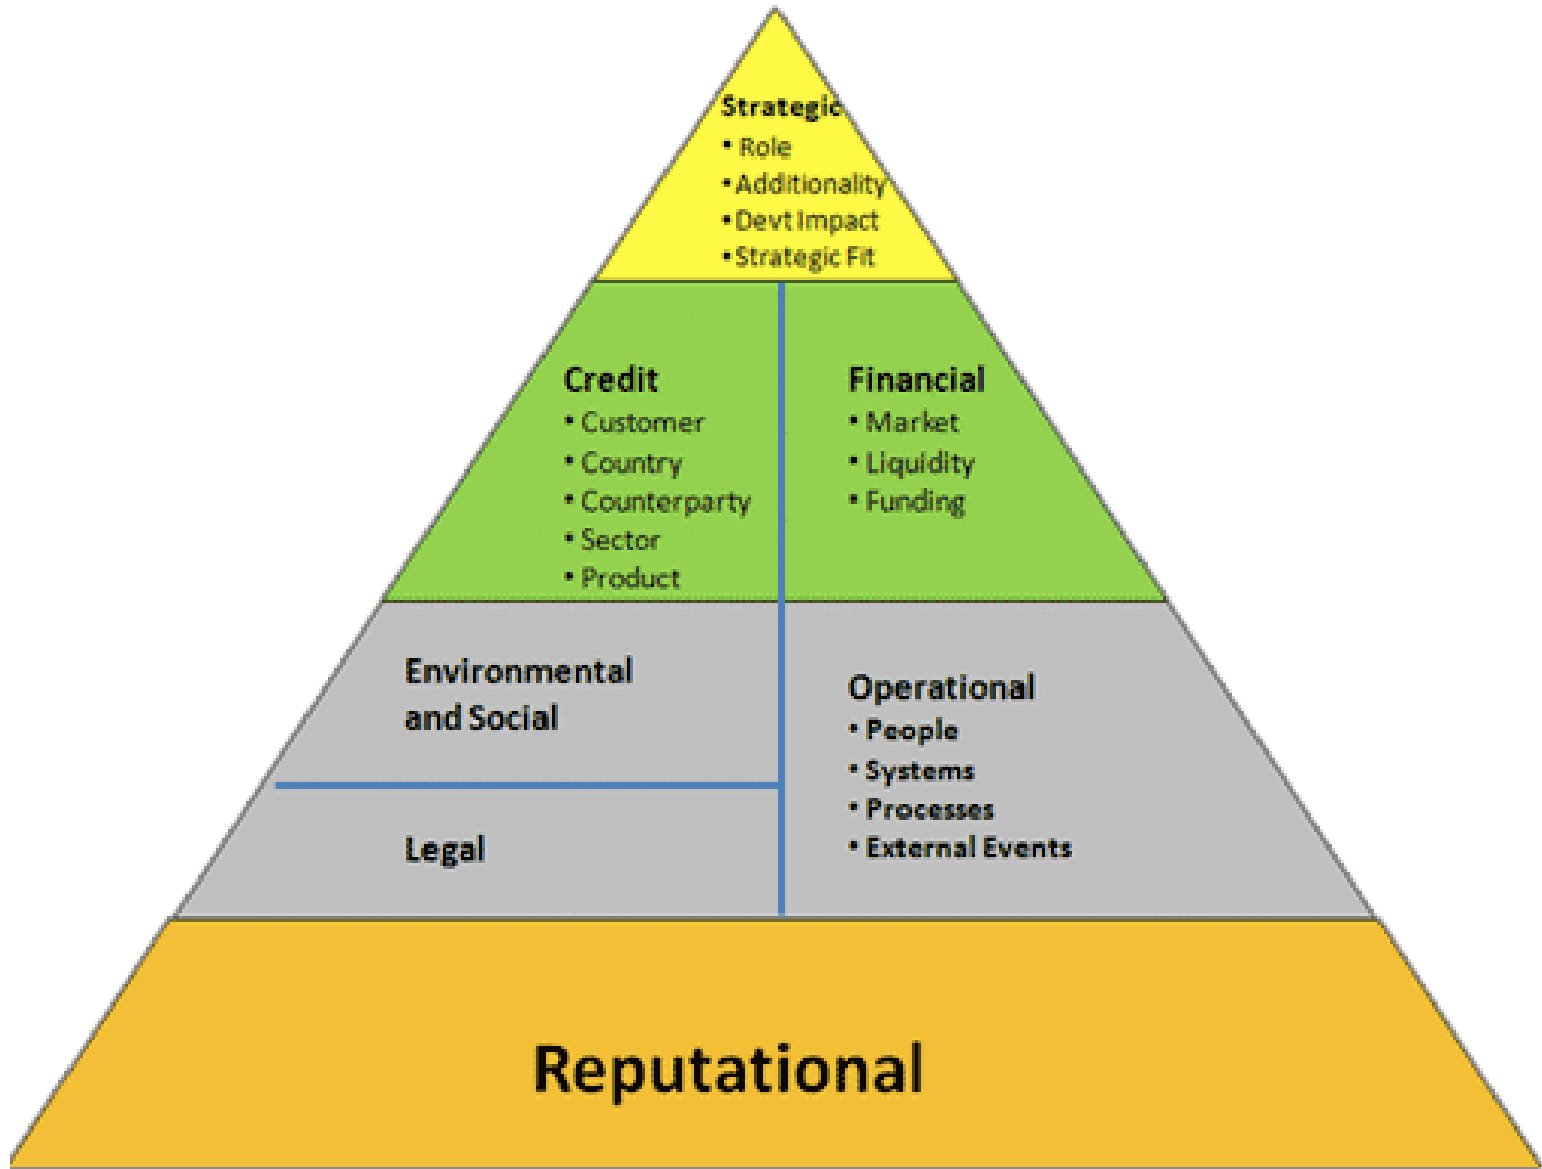 Strategic
• Role
• Additionality
• Devt Impact
• Strategic Fit
Credit
• Customer
• Country
• Counterparty
• Sector
• Product
Financial
• Market
• Liquidity
• Funding
Environmental
and Social
Legal
Operational
• People
• Systems
• Processes
• External Events
Reputational